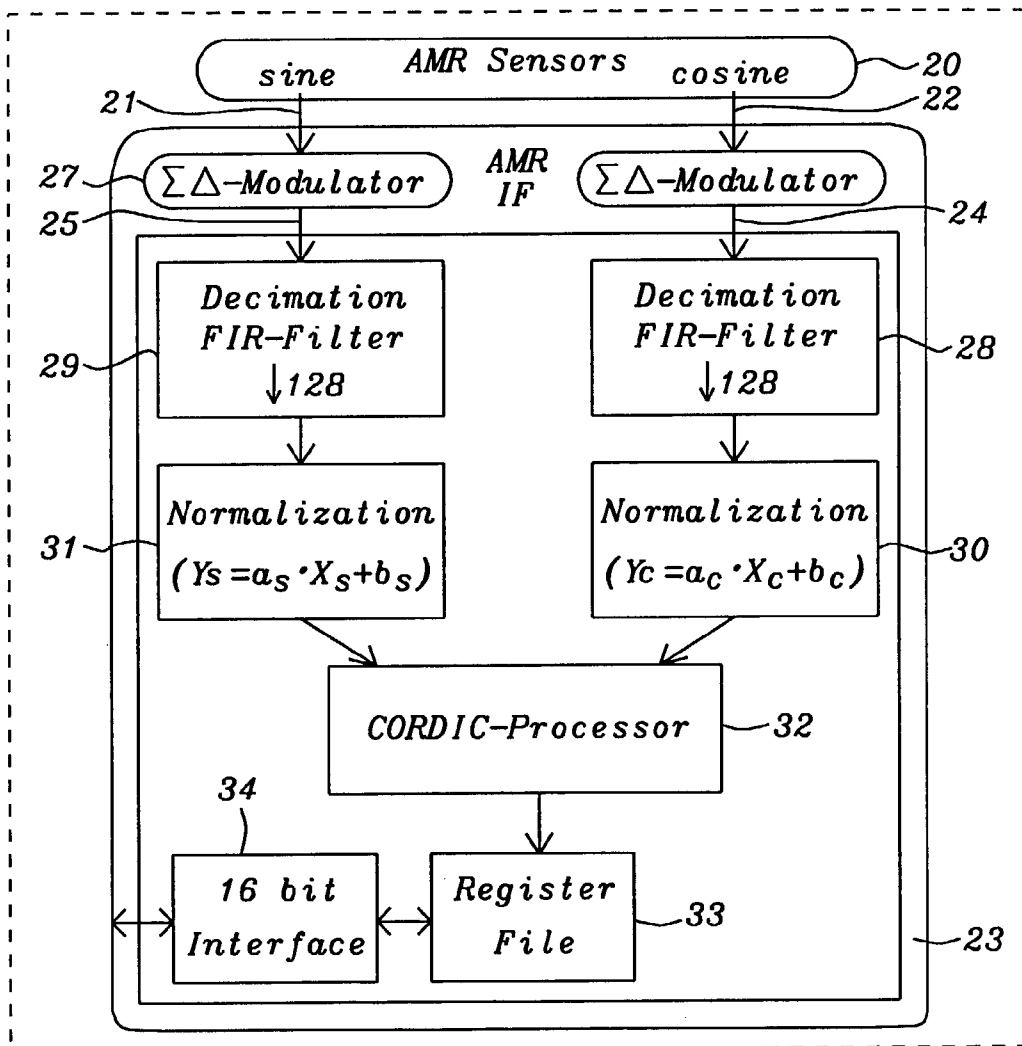 AMR Sensors
sine
cosine
20
21
22
27
ΣΔ-Modulator
AMR
IF
ΣΔ-Modulator
25
24
Decimation
FIR-Filter
↓128
Decimation
FIR-Filter
↓128
29
28
Normalization
(Ys=as·Xs+bs)
Normalization
(Yc=ac·Xc+bc)
31
30
CORDIC-Processor
32
34
16 bit
Interface
Register
File
33
23